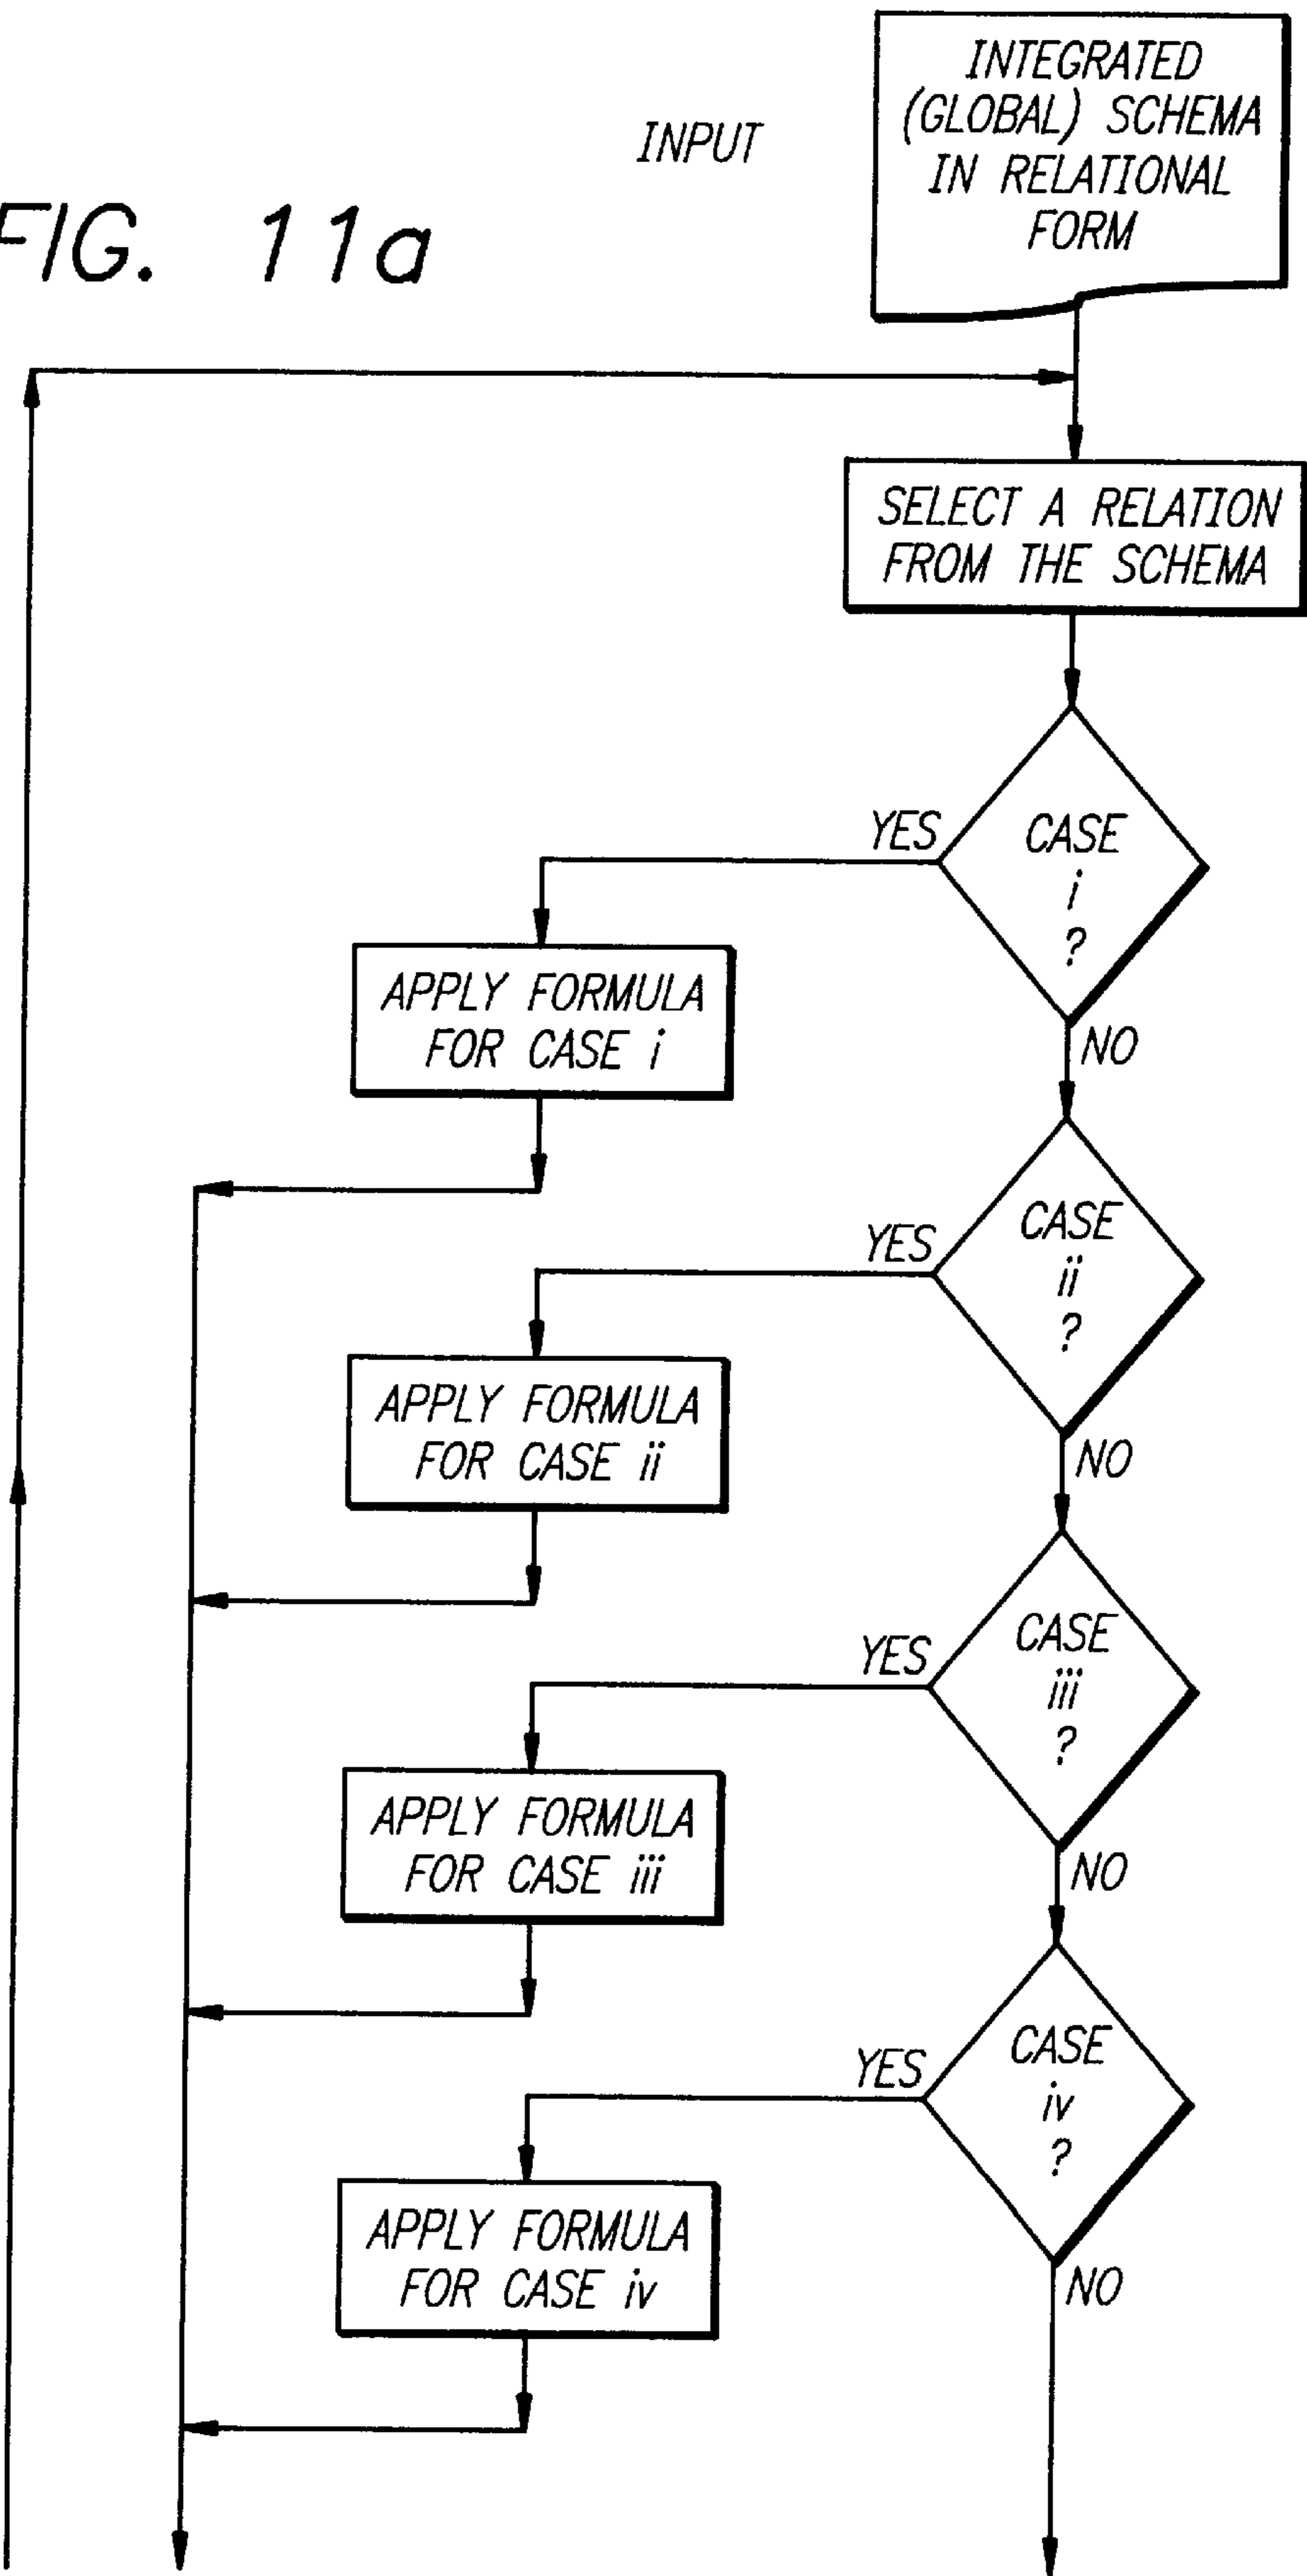 FIG. 11a
INPUT
INTEGRATED
(GLOBAL) SCHEMA
IN RELATIONAL
FORM
SELECT A RELATION
FROM THE SCHEMA
CASE
i
?
YES
NO
APPLY FORMULA
FOR CASE i
CASE
ii
?
YES
NO
APPLY FORMULA
FOR CASE ii
CASE
iii
?
YES
NO
APPLY FORMULA
FOR CASE iii
CASE
iv
?
YES
NO
APPLY FORMULA
FOR CASE iv